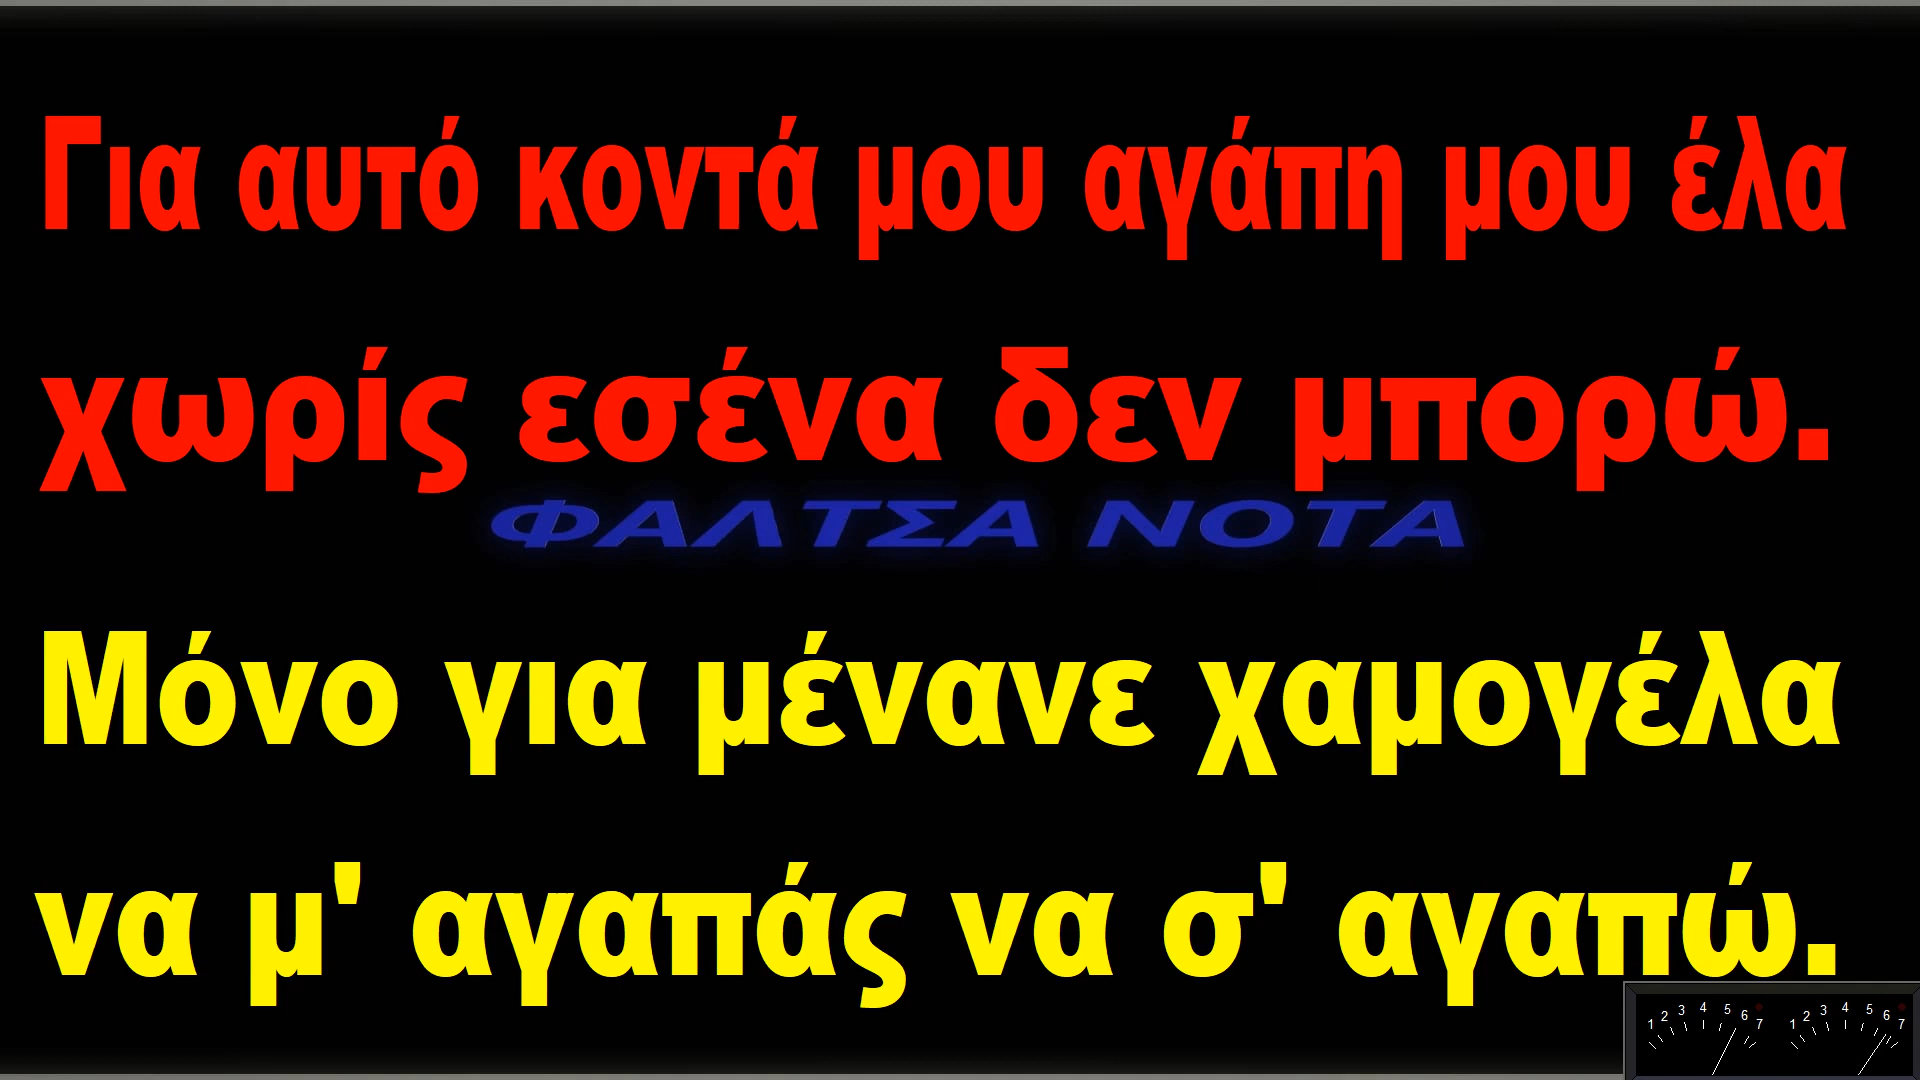 Για αυτό κοντά μου αγάπη μου έλα
χωρίς εσένα δεν μπορώ.
ΦΑΛΤΣΑ ΝΟΤΑ
Μόνο για μένανε χαμογέλα
να μ' αγαπάς να σ' αγαπώ.
1 2 3 4 5 6 7 1 2 3 4 5 6 7